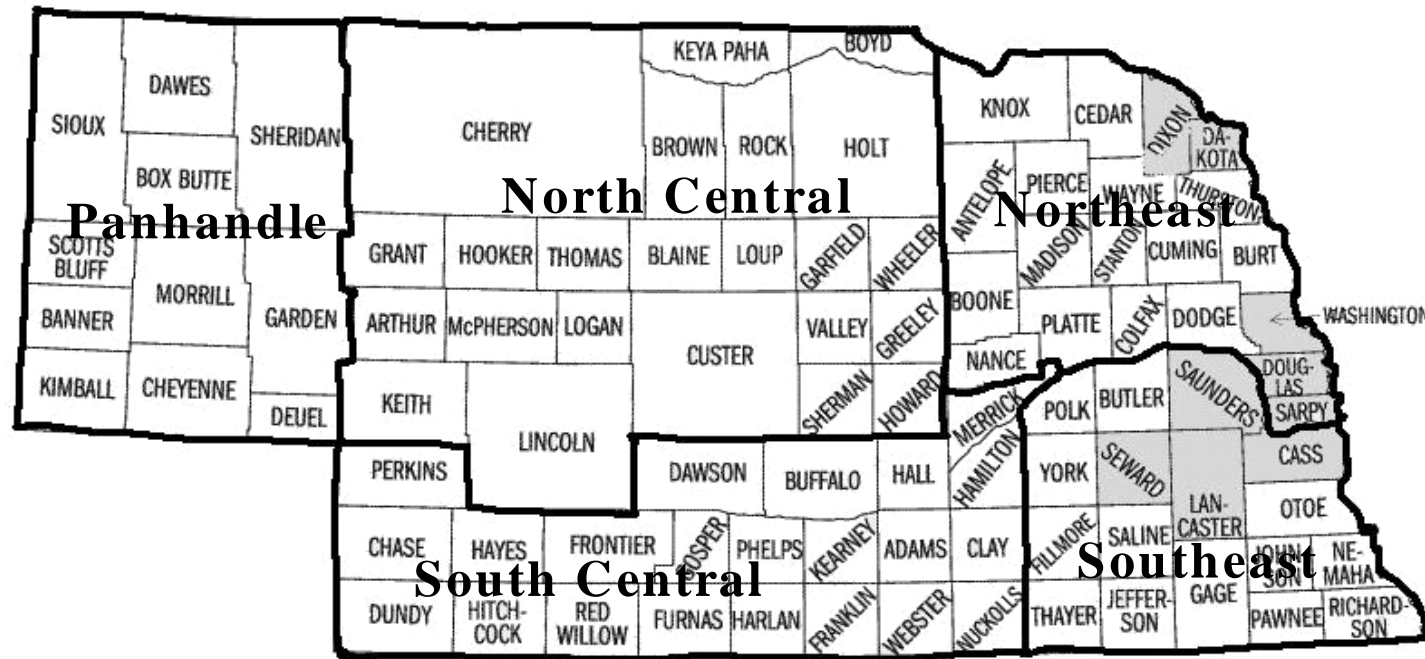 Panhandle
SIOUX
DAWES
SHERIDAN
BOX BUTTE
SCOTTS
BLUFF
MORRILL
BANNER
GARDEN
KIMBALL
CHEYENNE
DEUEL
North Central
CHERRY
KEYA PAHA
BOYD
BROWN
ROCK
HOLT
GRANT
HOOKER
THOMAS
BLAINE
LOUP
GARFIELD
WHEELER
ARTHUR
McPHERSON
LOGAN
CUSTER
VALLEY
GREELEY
KEITH
LINCOLN
SHERMAN
HOWARD
Northeast
KNOX
CEDAR
DIXON
DA-
KOTA
ANTELOPE
PIERCE
WAYNE
THURSTON
MADISON
STANTON
CUMING
BURT
BOONE
PLATTE
COLFAX
DODGE
WASHINGTON
NANCE
DOUG-
LAS
SARPY
South Central
PERKINS
DAWSON
BUFFALO
HALL
MERRICK
HAMILTON
CHASE
HAYES
FRONTIER
GOSPER
PHELPS
KEARNEY
ADAMS
CLAY
DUNDY
HITCH-
COCK
RED
WILLOW
FURNAS
HARLAN
FRANKLIN
WEBSTER
NUCKOLLS
Southeast
POLK
BUTLER
SAUNDERS
YORK
SEWARD
LAN-
CASTER
CASS
OTOE
FILLMORE
SALINE
JOHN-
SON
NE-
MAHA
THAYER
JEFFER-
SON
GAGE
PAWNEE
RICHARD-
SON